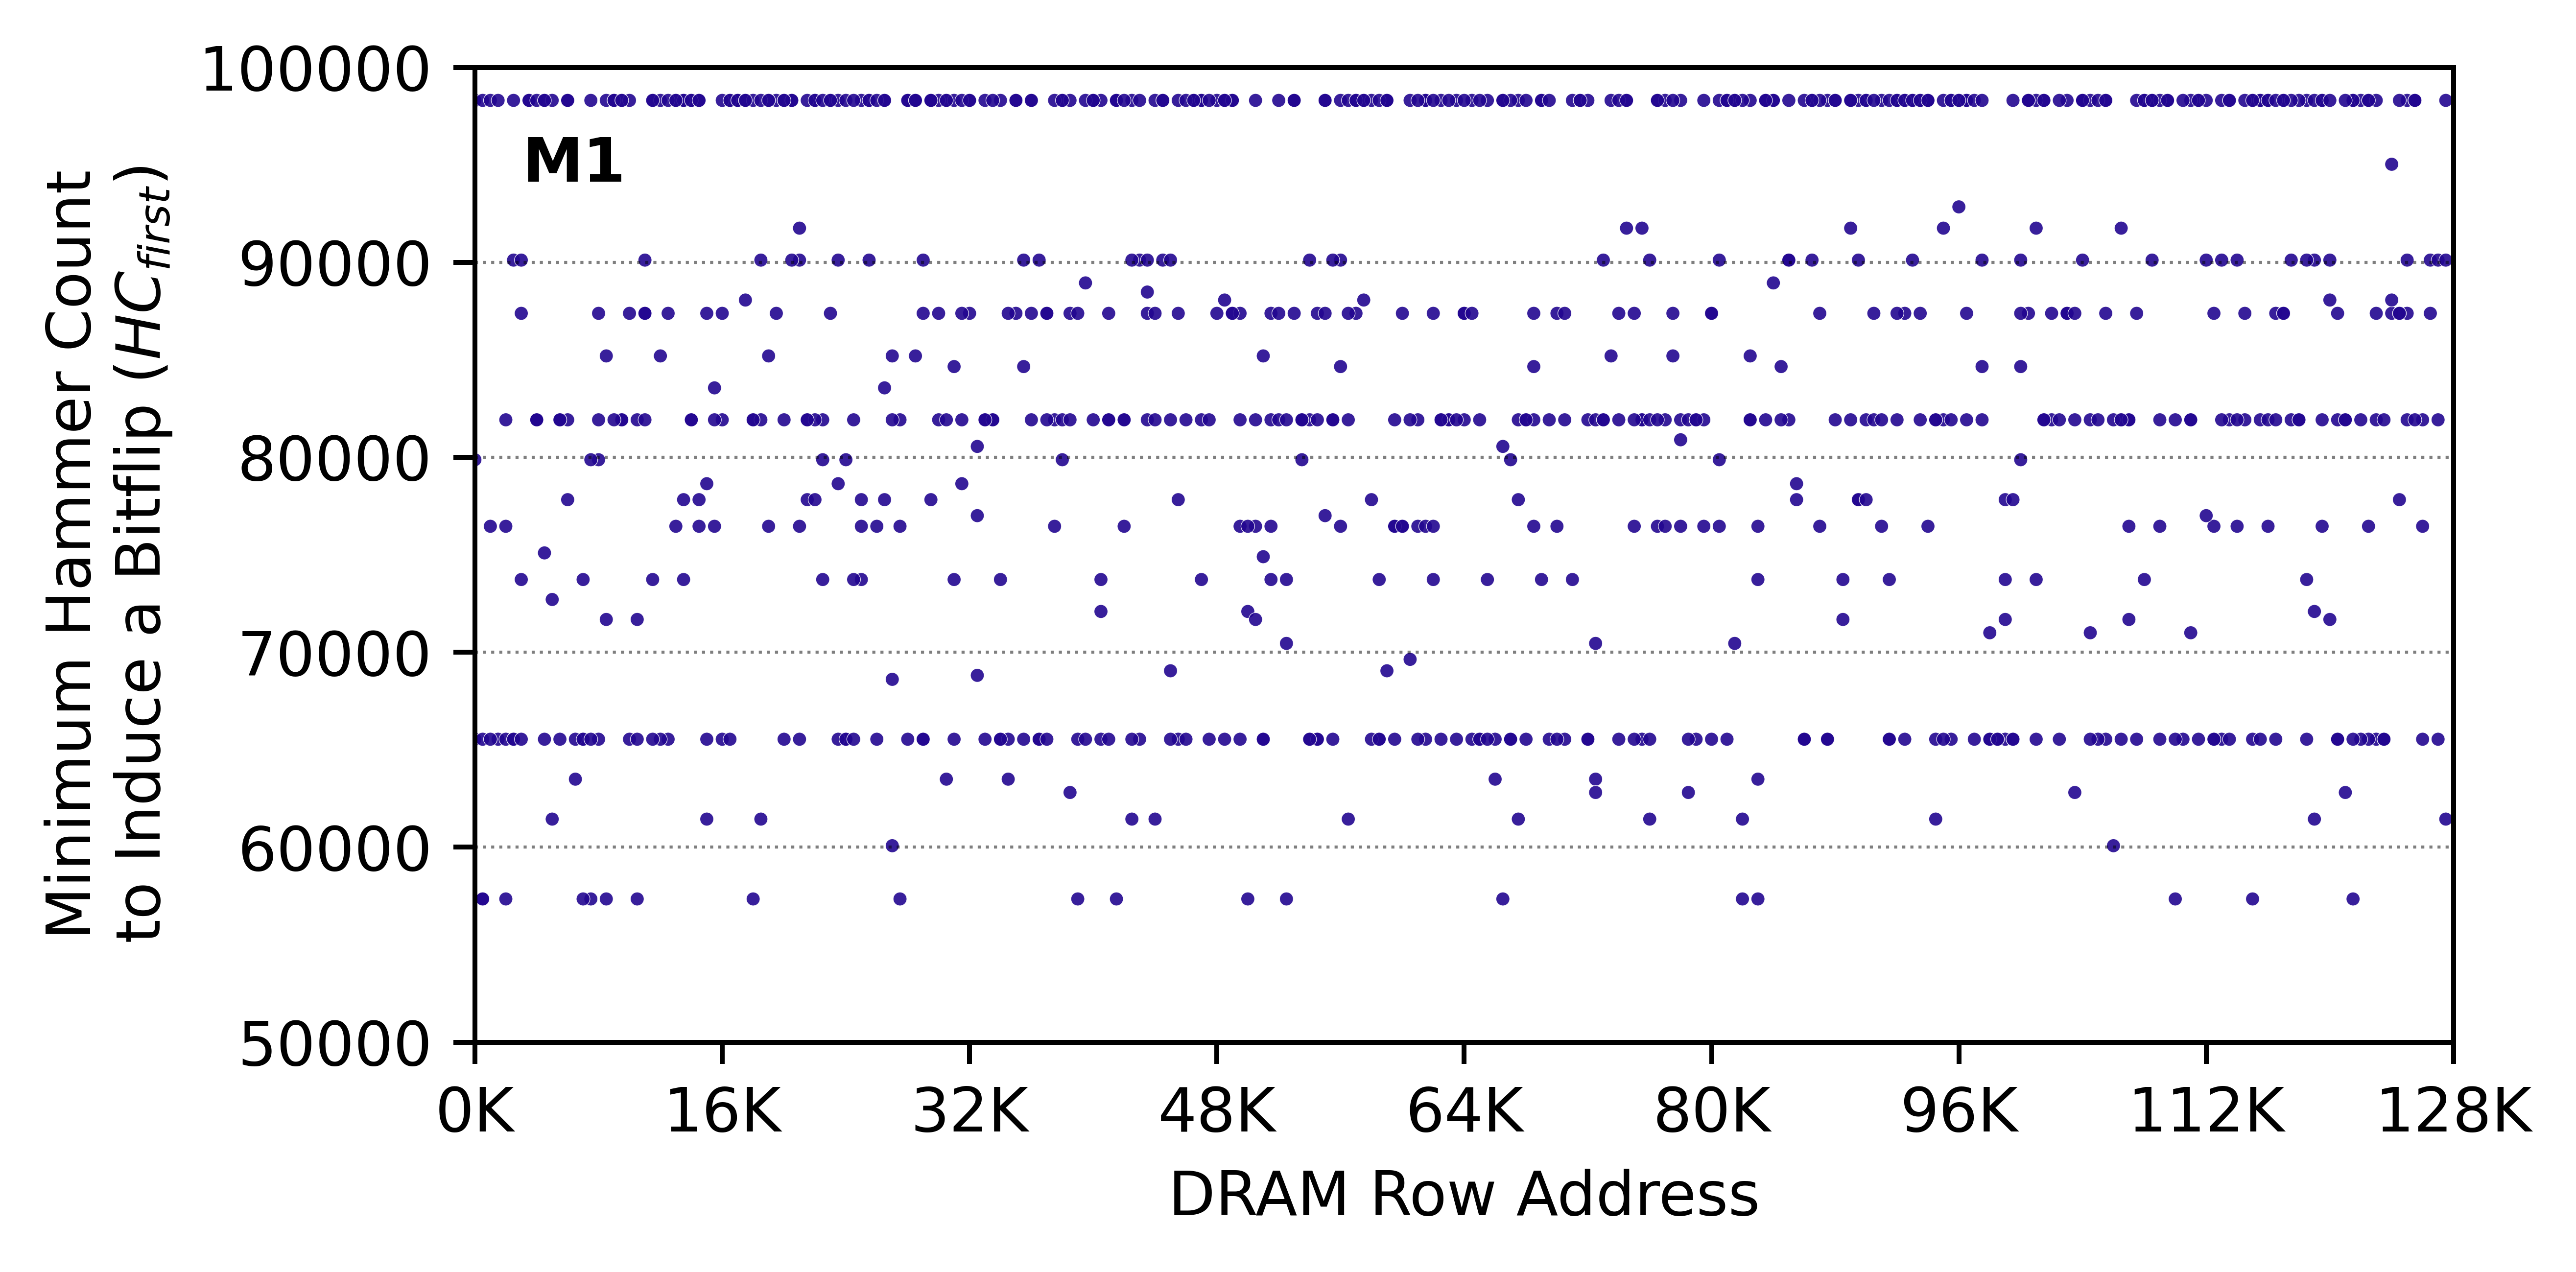 Minimum Hammer Count
to Induce a Bitflip (HCfirst)
100000
90000
80000
70000
60000
50000
M1
0K 16K 32K 48K 64K 80K 96K 112K 128K
DRAM Row Address